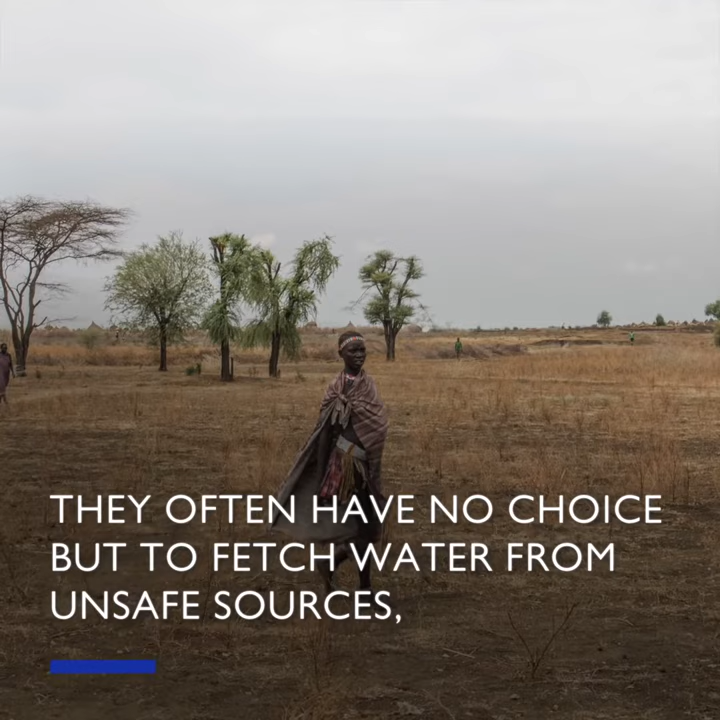 THEY OFTEN HAVE NO CHOICE
BUT TO FETCH WATER FROM
UNSAFE SOURCES,